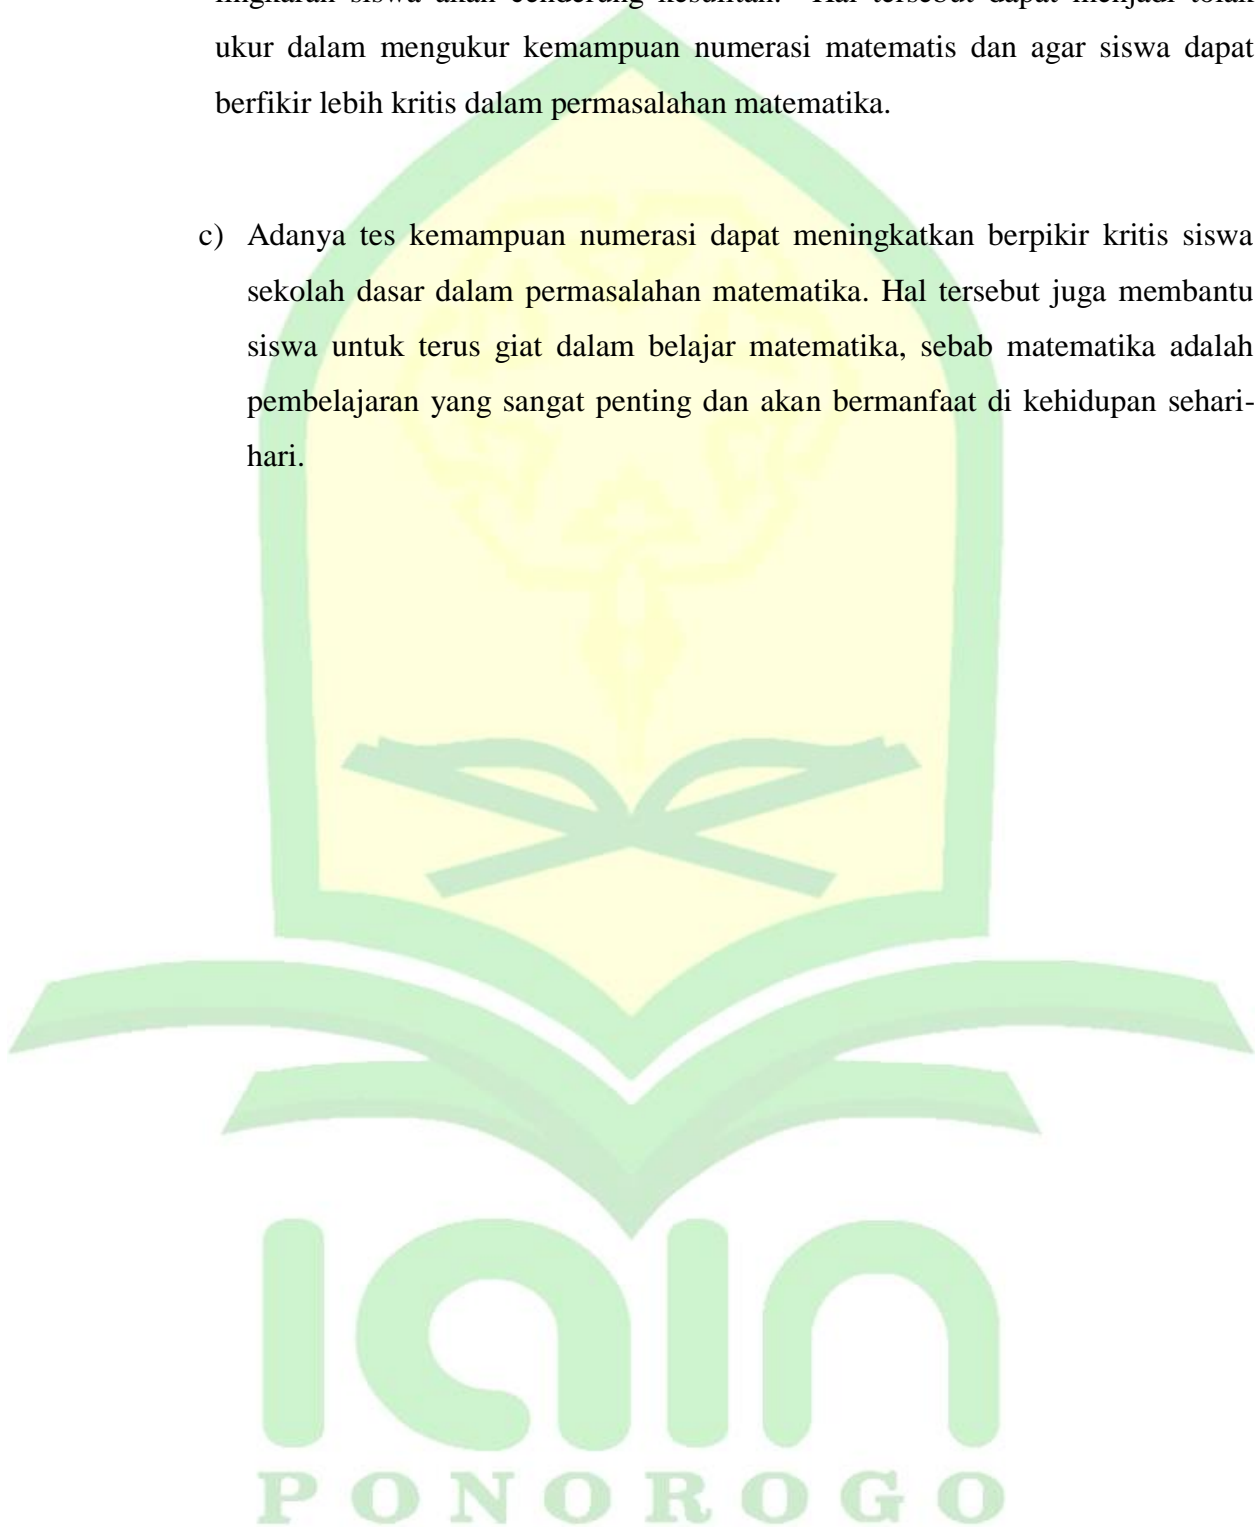 siswa akan cenderung kesulitan. Hal tersebut dapat menjadi tolak
ukur dalam mengukur kemampuan numerasi matematis dan agar siswa dapat
berfikir lebih kritis dalam permasalahan matematika.
c) Adanya tes kemampuan numerasi dapat meningkatkan berpikir kritis siswa
sekolah dasar dalam permasalahan matematika. Hal tersebut juga membantu
siswa untuk terus giat dalam belajar matematika, sebab matematika adalah
pembelajaran yang sangat penting dan akan bermanfaat di kehidupan sehari-
hari.
iain
PONOROGO